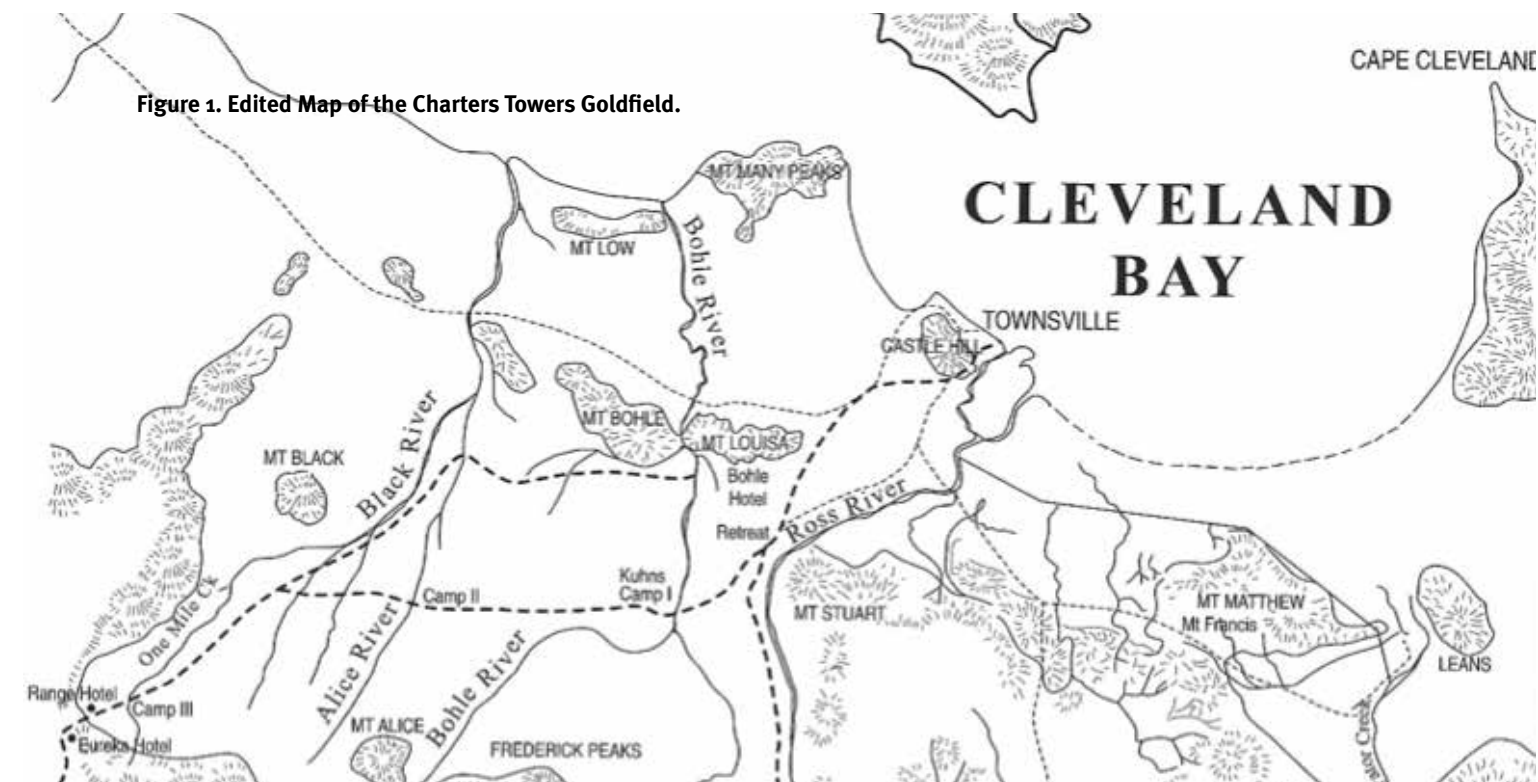 CAPE CLEVELAND
Figure 1. Edited Map of the Charters Towers Goldfield.
MT MANY PEAKS
CLEVELAND
BAY
MT LOW
Bohle River
TOWNSVILLE
CASTLE HILL
MT BOHLE
MT LOUISA
MT BLACK
Black River
Bohle
Hotel
Retreat
Ross River
Kuhns
Camp I
Camp II
One Mile Ck
MT STUART
MT MATTHEW
Mt Francis
LEANS
Alice River
Bohle River
Range Hotel
Camp III
Eureka Hotel
MT ALICE
FREDERICK PEAKS
Creek